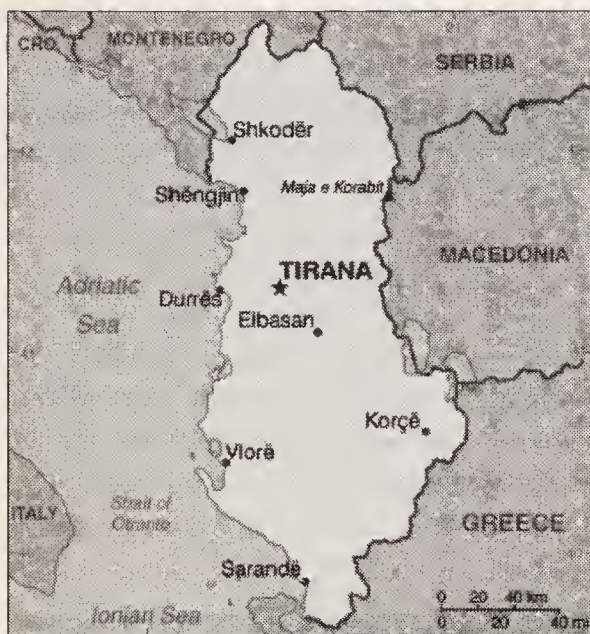 CRO.
MONTENEGRO
SERBIA
Shkodër
Shëngjin
Maja e Korabit
MACEDONIA
TIRANA
Adriatic
Sea
Durrës
Elbasan
Korçë
Vlorë
ITALY
Strait of
Otranto
GREECE
Sarandë
Ionian Sea
0 20 40 km
0 20 40 mi